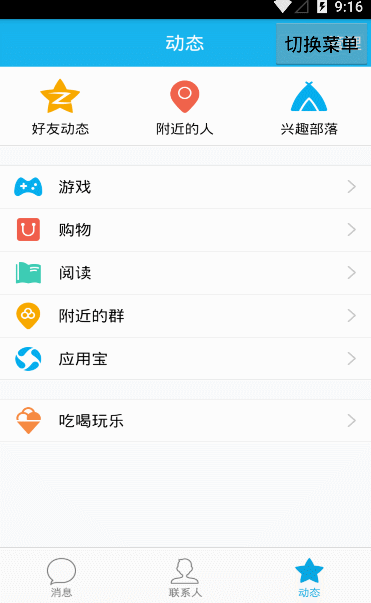 9:16
动态
切换菜单
好友动态 附近的人 兴趣部落
游戏
购物
阅读
附近的群
应用宝
吃喝玩乐
消息 联系人 动态